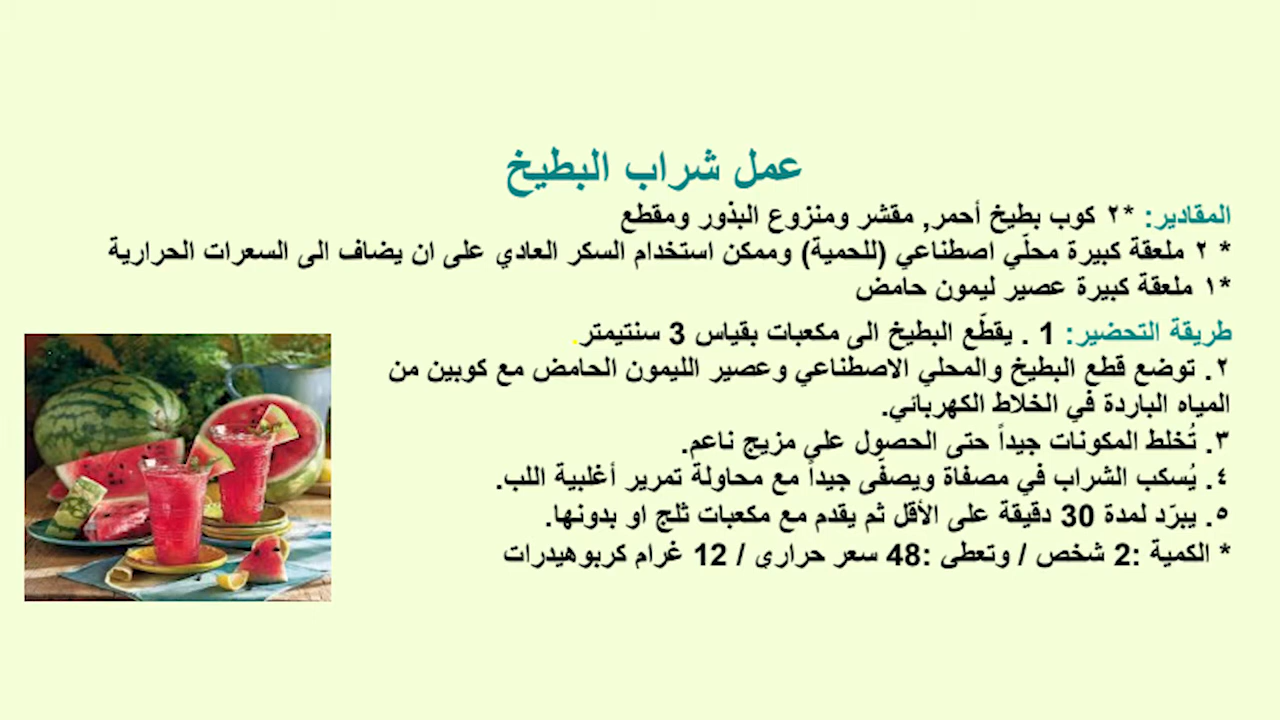 عمل شراب البطيخ
المقادير: *٢ كوب بطيخ أحمر, مقشر ومنزوع البذور ومقطع
* ٢ ملعقة كبيرة محلّي اصطناعي (للحمية) وممكن استخدام السكر العادي على ان يضاف الى السعرات الحرارية
*١ ملعقة كبيرة عصير ليمون حامض
طريقة التحضير: 1 . يقطّع البطيخ الى مكعبات بقياس 3 سنتيمتر.
٢. توضع قطع البطيخ والمحلي الاصطناعي وعصير الليمون الحامض مع كوبين من
المياه الباردة في الخلاط الكهربائي.
٣. تُخلط المكونات جيداً حتى الحصول على مزيج ناعم.
٤. يُسكب الشراب في مصفاة ويصفّى جيداً مع محاولة تمرير أغلبية اللب.
٥. يبرّد لمدة 30 دقيقة على الأقل ثم يقدم مع مكعبات ثلج او بدونها.
* الكمية :2 شخص / وتعطى :48 سعر حراري / 12 غرام كربوهيدرات